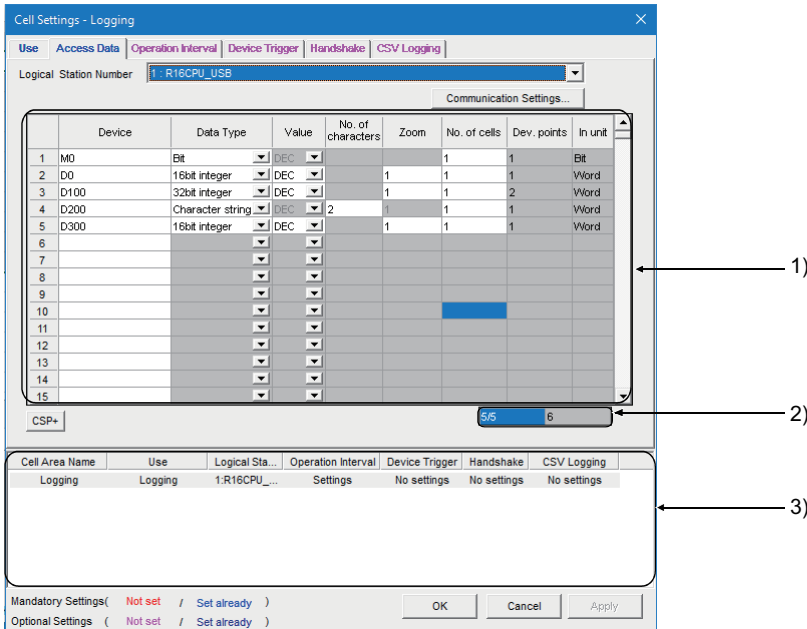 Cell Settings - Logging
Use Access Data Operation Interval Device Trigger Handshake CSV Logging
Logical Station Number 1 : R16CPU_USB
Communication Settings...
Device Data Type Value No. of characters Zoom No. of cells Dev. points In unit
1 M0 Bit DEC 1 1 Bit
2 D0 16bit integer DEC 1 1 1 Word
3 D100 32bit integer DEC 1 1 2 Word
4 D200 Character string DEC 2 1 1 1 Word
5 D300 16bit integer DEC 1 1 1 Word
6
7
8
9
10
11
12
13
14
15
1)
CSP+ 5/5 6 2)
Cell Area Name Use Logical Sta... Operation Interval Device Trigger Handshake CSV Logging
Logging Logging 1:R16CPU_... Settings No settings No settings No settings
3)
Mandatory Settings( Not set / Set already ) OK Cancel Apply
Optional Settings ( Not set / Set already )